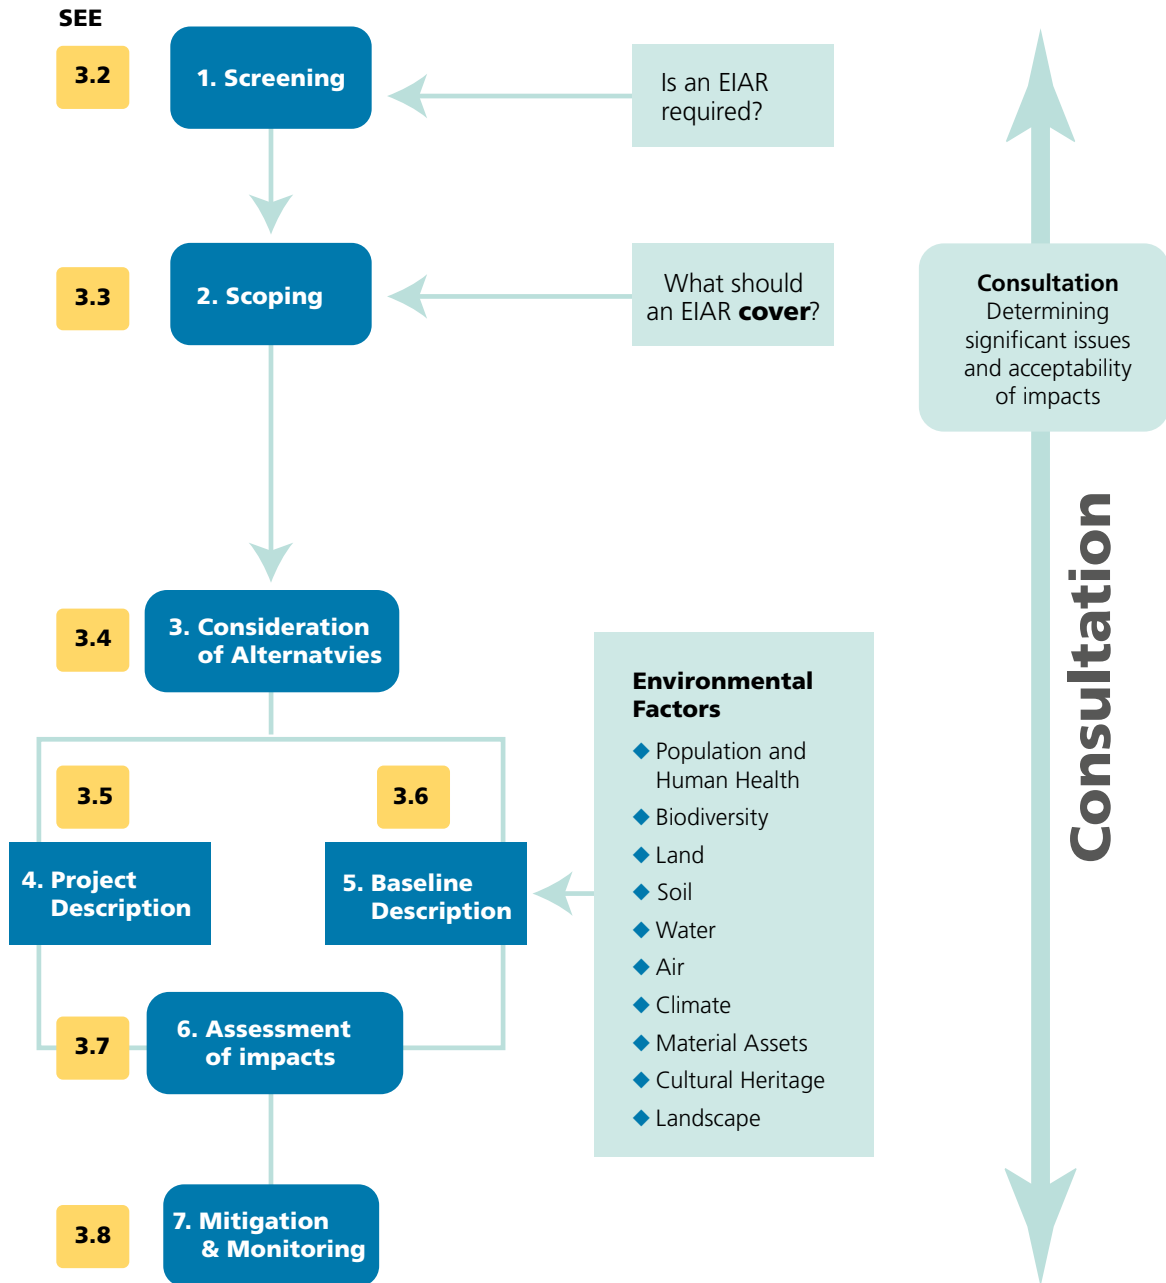 SEE
3.2
1. Screening
Is an EIAR
required?
3.3
2. Scoping
What should
an EIAR cover?
Consultation
Determining
significant issues
and acceptability
of impacts
Consultation
3.4
3. Consideration
of Alternatvies
3.5
3.6
4. Project
Description
5. Baseline
Description
Environmental
Factors
◆ Population and
Human Health
◆ Biodiversity
◆ Land
◆ Soil
◆ Water
◆ Air
◆ Climate
◆ Material Assets
◆ Cultural Heritage
◆ Landscape
3.7
6. Assessment
of impacts
3.8
7. Mitigation
& Monitoring